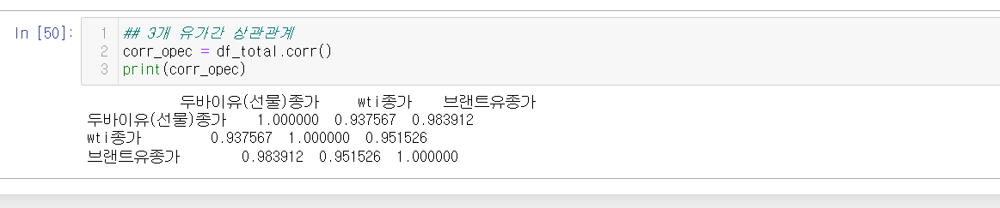 In [50]:
1 ## 3개 유가간 상관관계
2 corr_opec = df_total.corr()
3 print(corr_opec)
두바이유(선물)종가 wti종가 브랜트유종가
두바이유(선물)종가 1.000000 0.937567 0.983912
wti종가 0.937567 1.000000 0.951526
브랜트유종가 0.983912 0.951526 1.000000